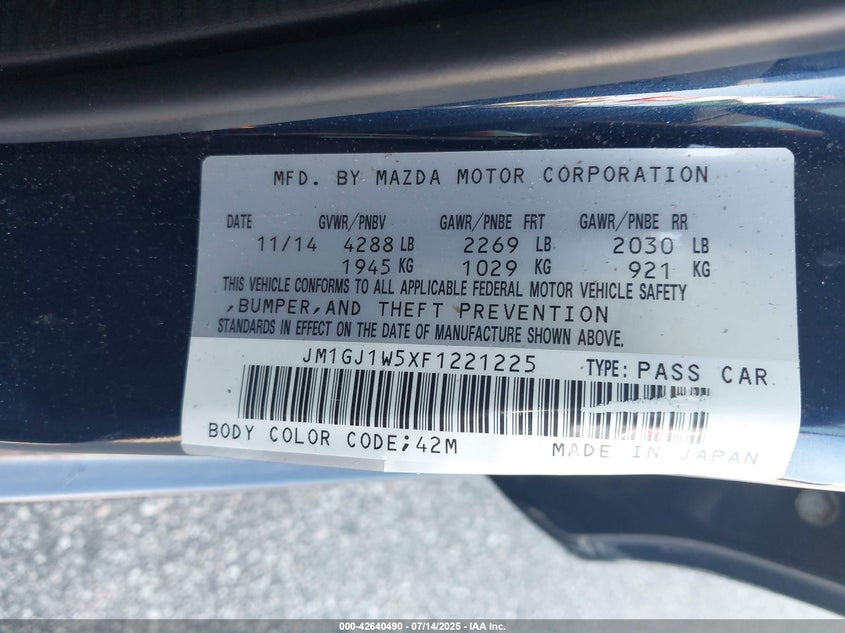 MFD. BY MAZDA MOTOR CORPORATION
DATE GVWR/PNBV GAWR/PNBE FRT GAWR/PNBE RR
11/14 4288 LB 2269 LB 2030 LB
1945 KG 1029 KG 921 KG
THIS VEHICLE CONFORMS TO ALL APPLICABLE FEDERAL MOTOR VEHICLE SAFETY
,BUMPER,AND THEFT PREVENTION
STANDARDS IN EFFECT ON THE DATE OF MANUFACTURE SHOWN ABOVE.
JM1GJ1W5XF1221225 TYPE: PASS CAR
BODY COLOR CODE;42M MADE IN JAPAN
000-42640490 - 07/14/2025 - IAA Inc.